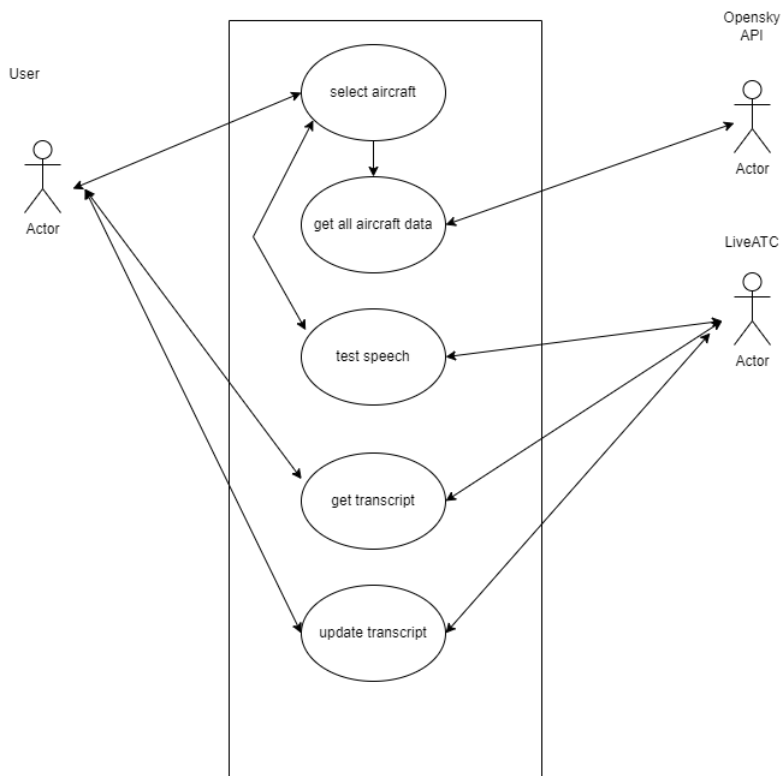 Opensky
API
User
select aircraft
Actor
Actor
get all aircraft data
LiveATC
test speech
Actor
get transcript
update transcript